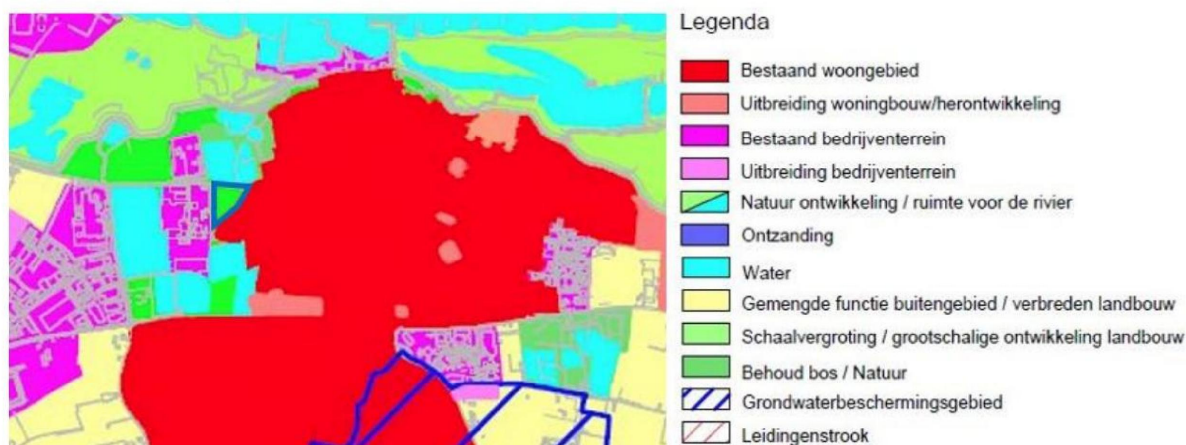 Legenda
Bestaand woongebied
Uitbreiding woningbouw/herontwikkeling
Bestaand bedrijventerrein
Uitbreiding bedrijventerrein
Natuur ontwikkeling / ruimte voor de rivier
Ontzanding
Water
Gemengde functie buitengebied / verbreden landbouw
Schaalvergroting / grootschalige ontwikkeling landbouw
Behoud bos / Natuur
Grondwaterbeschermingsgebied
Leidingenstrook